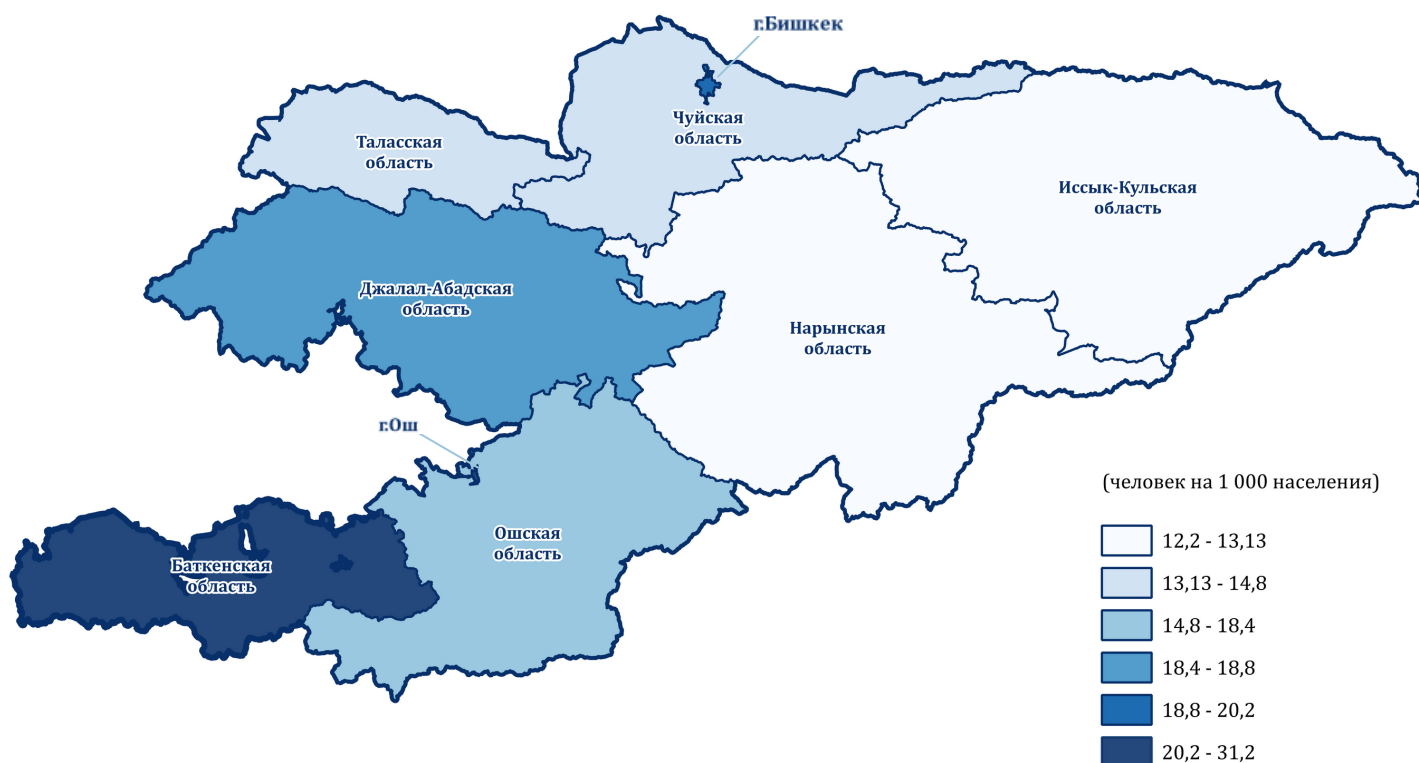 г.Бишкек
Чуйская
область
Таласская
область
Иссык-Кульская
область
Джалал-Абадская
область
Нарынская
область
г.Ош
Ошская
область
Баткенская
область
(человек на 1 000 населения)
12,2 - 13,13
13,13 - 14,8
14,8 - 18,4
18,4 - 18,8
18,8 - 20,2
20,2 - 31,2